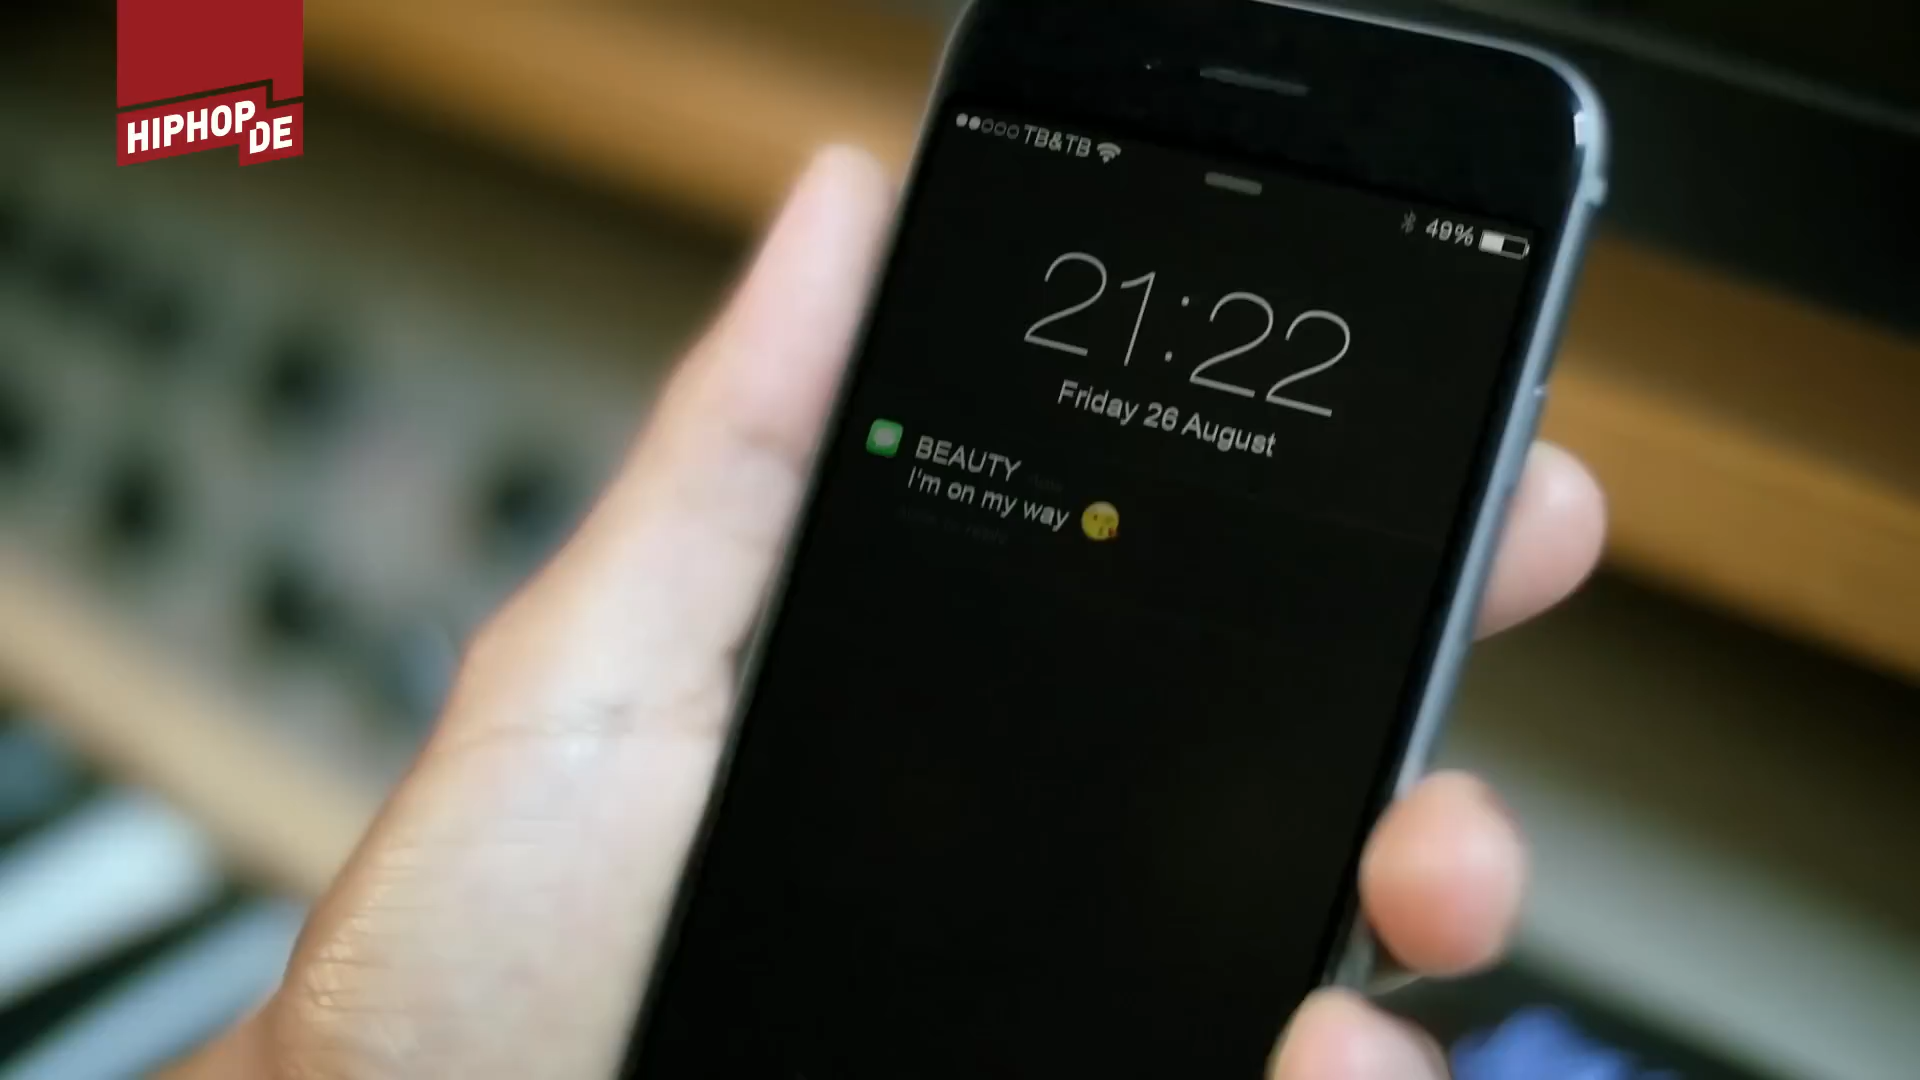 HIPHOP.DE
TB&TB
49%
21:22
Friday 26 August
BEAUTY
I'm on my way 😘